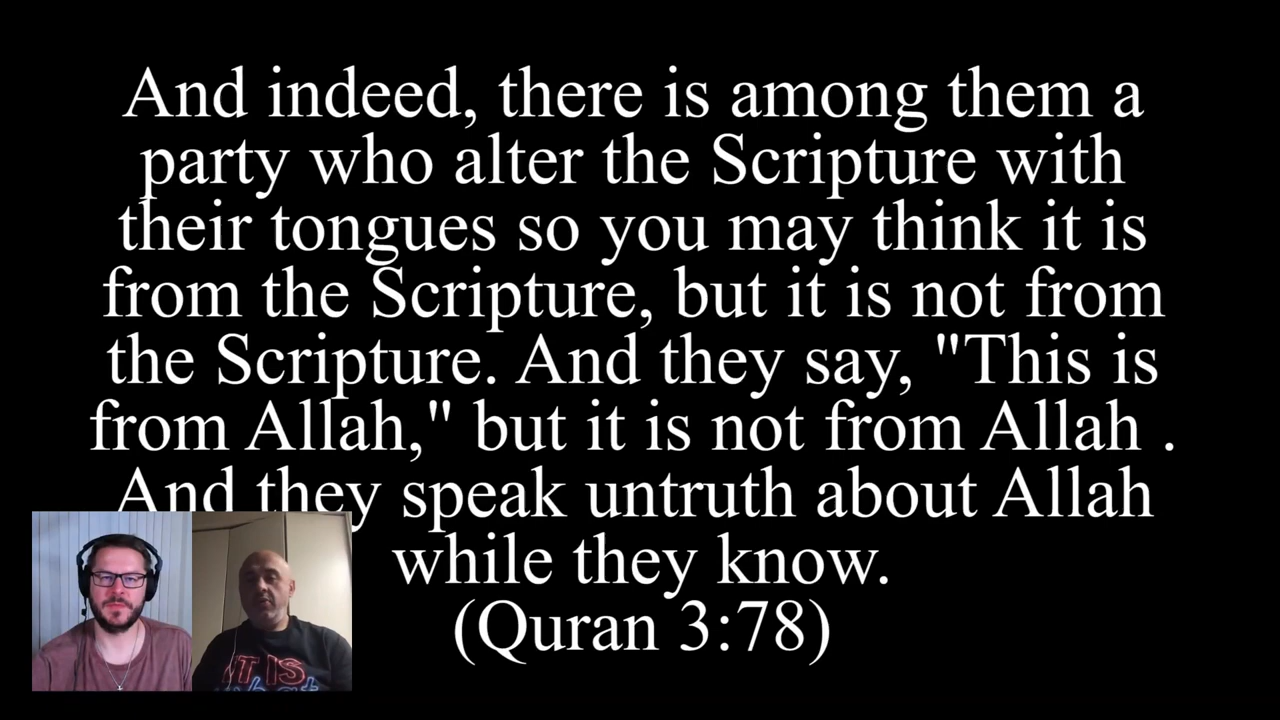 And indeed, there is among them a
party who alter the Scripture with
their tongues so you may think it is
from the Scripture, but it is not from
the Scripture. And they say, "This is
from Allah," but it is not from Allah .
And they speak untruth about Allah
while they know.
(Quran 3:78)
IT IS